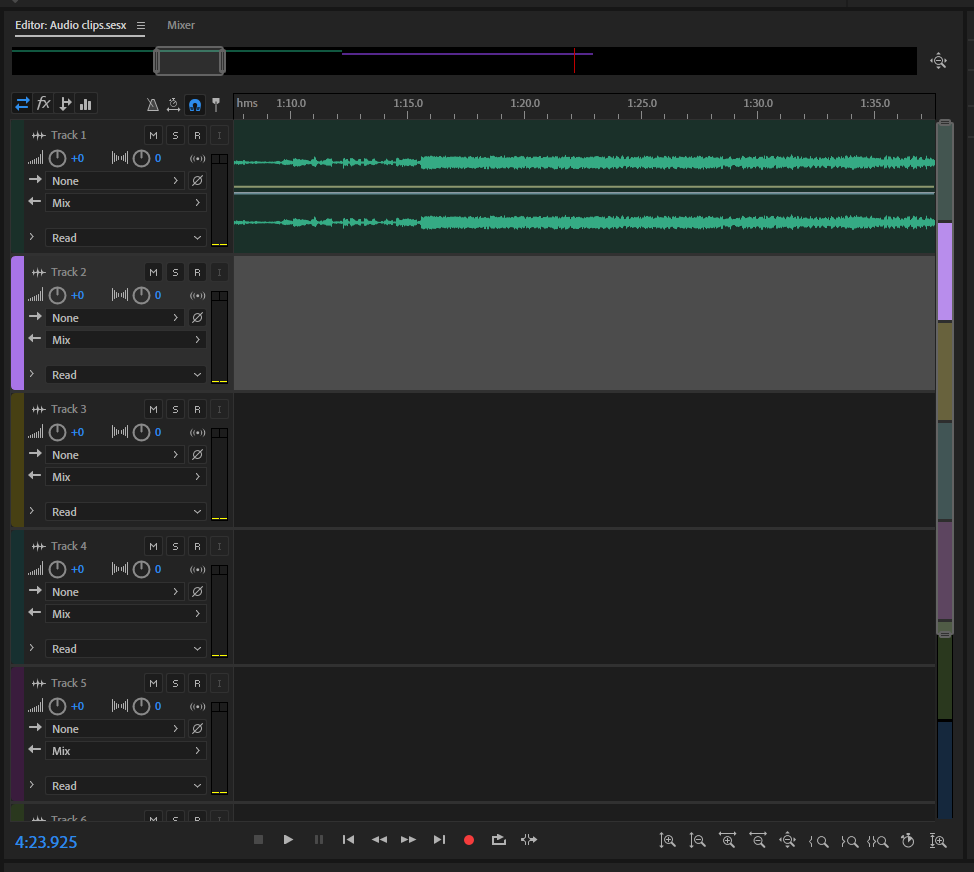 Editor: Audio clips.sesx Mixer
fx hms 1:10.0 1:15.0 1:20.0 1:25.0 1:30.0 1:35.0
Track 1 M S R I
+0 0
None Ø
Mix
Read
Track 2 M S R I
+0 0
None Ø
Mix
Read
Track 3 M S R I
+0 0
None Ø
Mix
Read
Track 4 M S R I
+0 0
None Ø
Mix
Read
Track 5 M S R I
+0 0
None Ø
Mix
Read
Track 6 M S R I
4:23.925